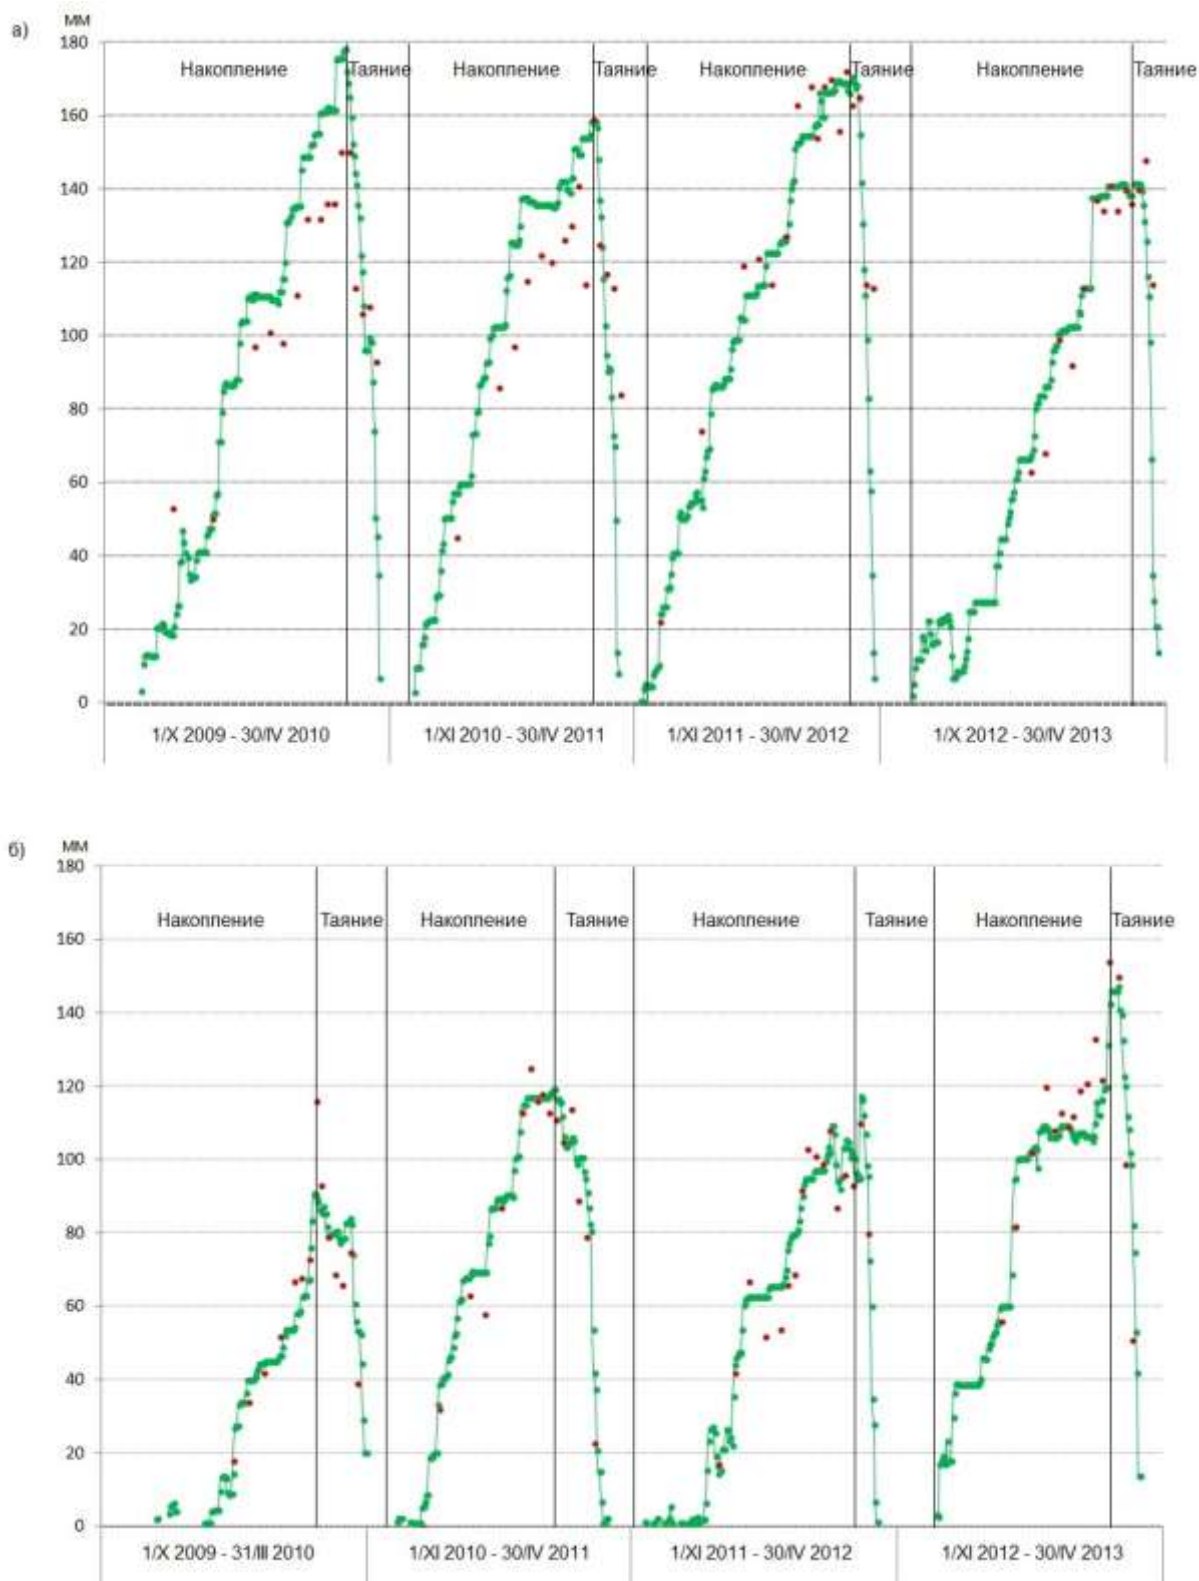 а)
мм
180
Накопление Таяние Накопление Таяние Накопление Таяние Накопление Таяние
160
140
120
100
80
60
40
20
0
1/X 2009 - 30/IV 2010 1/XI 2010 - 30/IV 2011 1/XI 2011 - 30/IV 2012 1/X 2012 - 30/IV 2013
б)
мм
180
Накопление Таяние Накопление Таяние Накопление Таяние Накопление Таяние
160
140
120
100
80
60
40
20
0
1/X 2009 - 31/III 2010 1/XI 2010 - 30/IV 2011 1/XI 2011 - 30/IV 2012 1/XI 2012 - 30/IV 2013